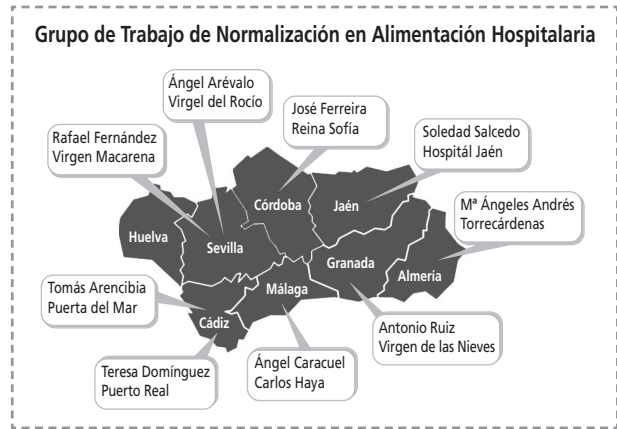 Grupo de Trabajo de Normalización en Alimentación Hospitalaria
Ángel Arévalo
Virgel del Rocío
José Ferreira
Reina Sofía
Rafael Fernández
Virgen Macarena
Soledad Salcedo
Hospitál Jaén
Mª Ángeles Andrés
Torrecárdenas
Córdoba
Jaén
Huelva
Sevilla
Granada
Almería
Málaga
Cádiz
Tomás Arencibia
Puerta del Mar
Antonio Ruiz
Virgen de las Nieves
Teresa Domínguez
Puerto Real
Ángel Caracuel
Carlos Haya